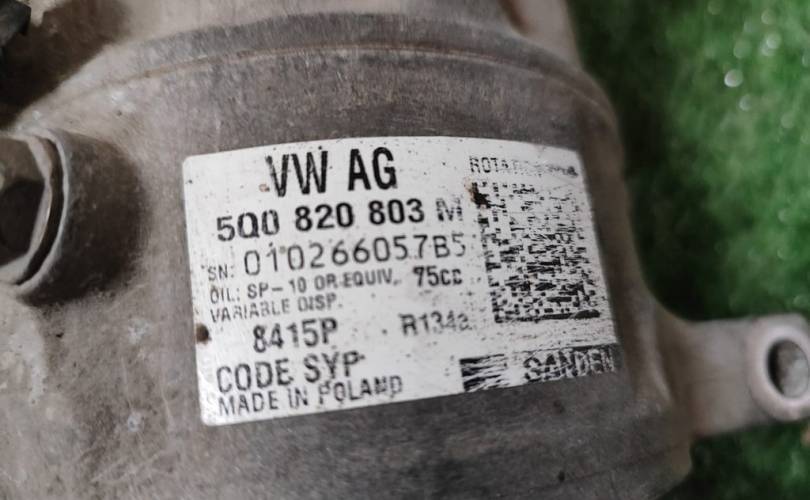 VW AG
5Q0 820 803 M
SN: 010266057B5
OIL: SP-10 OR EQUIV. 75cc
VARIABLE DISP.
8415P R134a
CODE SYP
MADE IN POLAND
SANDEN